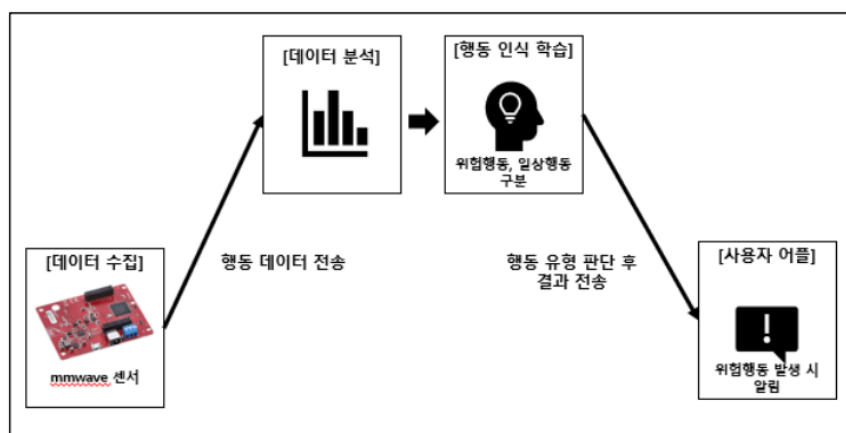 [데이터 분석]
[행동 인식 학습]
위험행동, 일상행동
구분
[데이터 수집]
mmwave 센서
행동 데이터 전송
행동 유형 판단 후
결과 전송
[사용자 어플]
!
위험행동 발생 시
알림